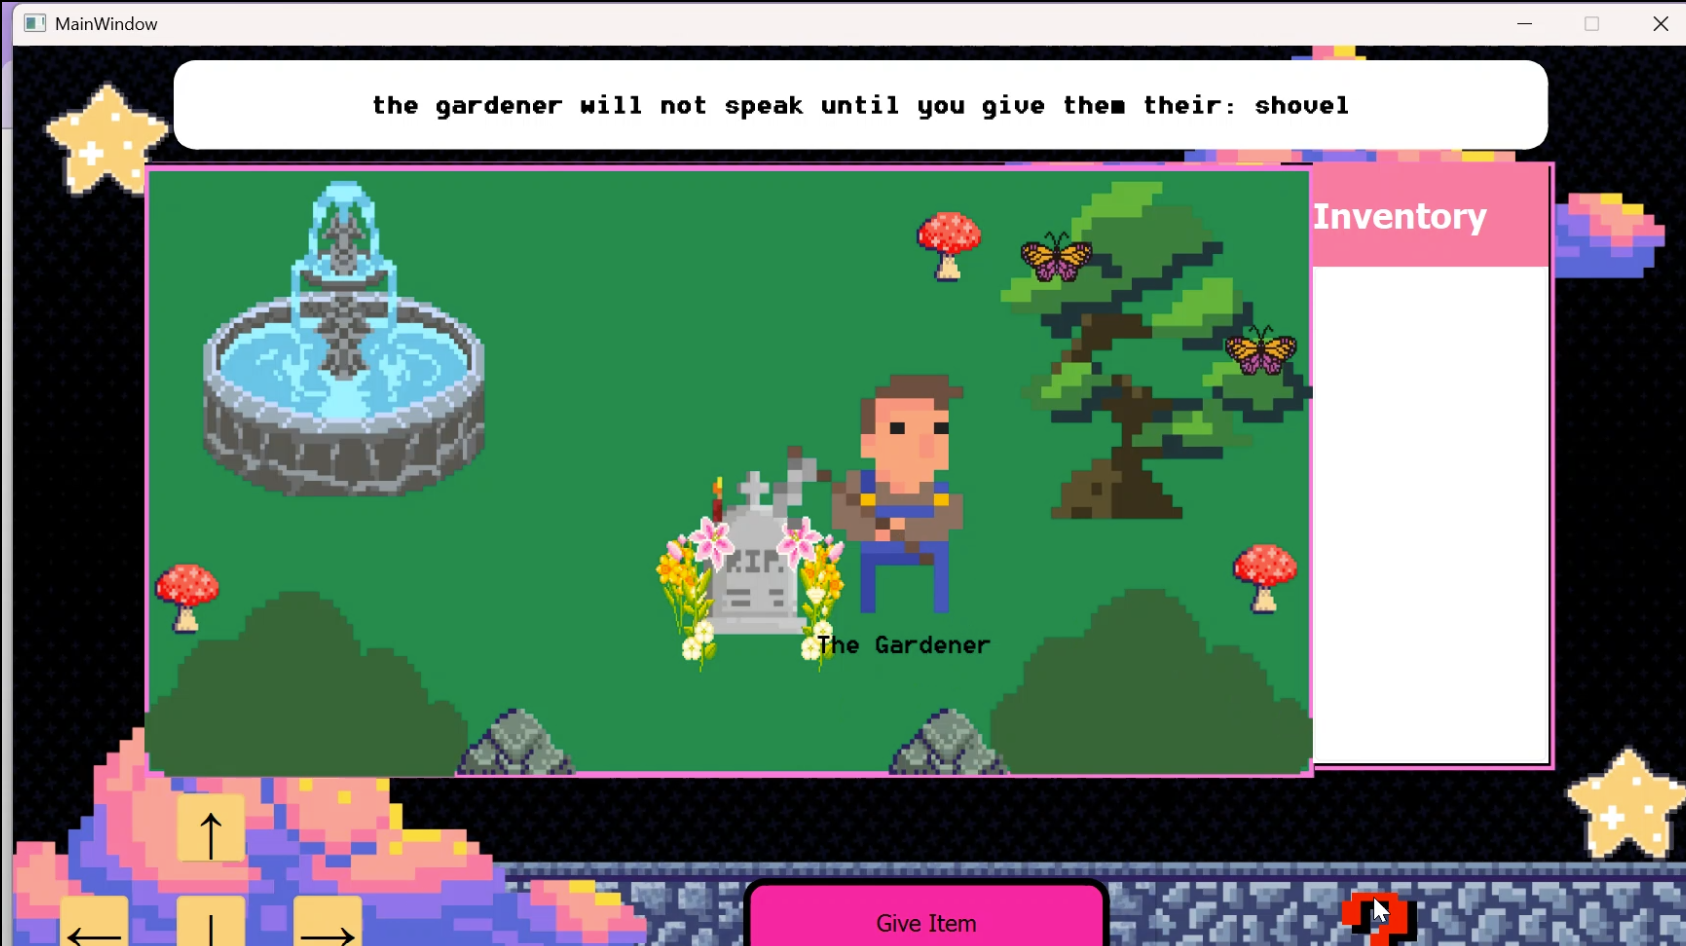 MainWindow
the gardener will not speak until you give them their: shovel
Inventory
R.I.P.
The Gardener
↑
← ↓ →
Give Item
?